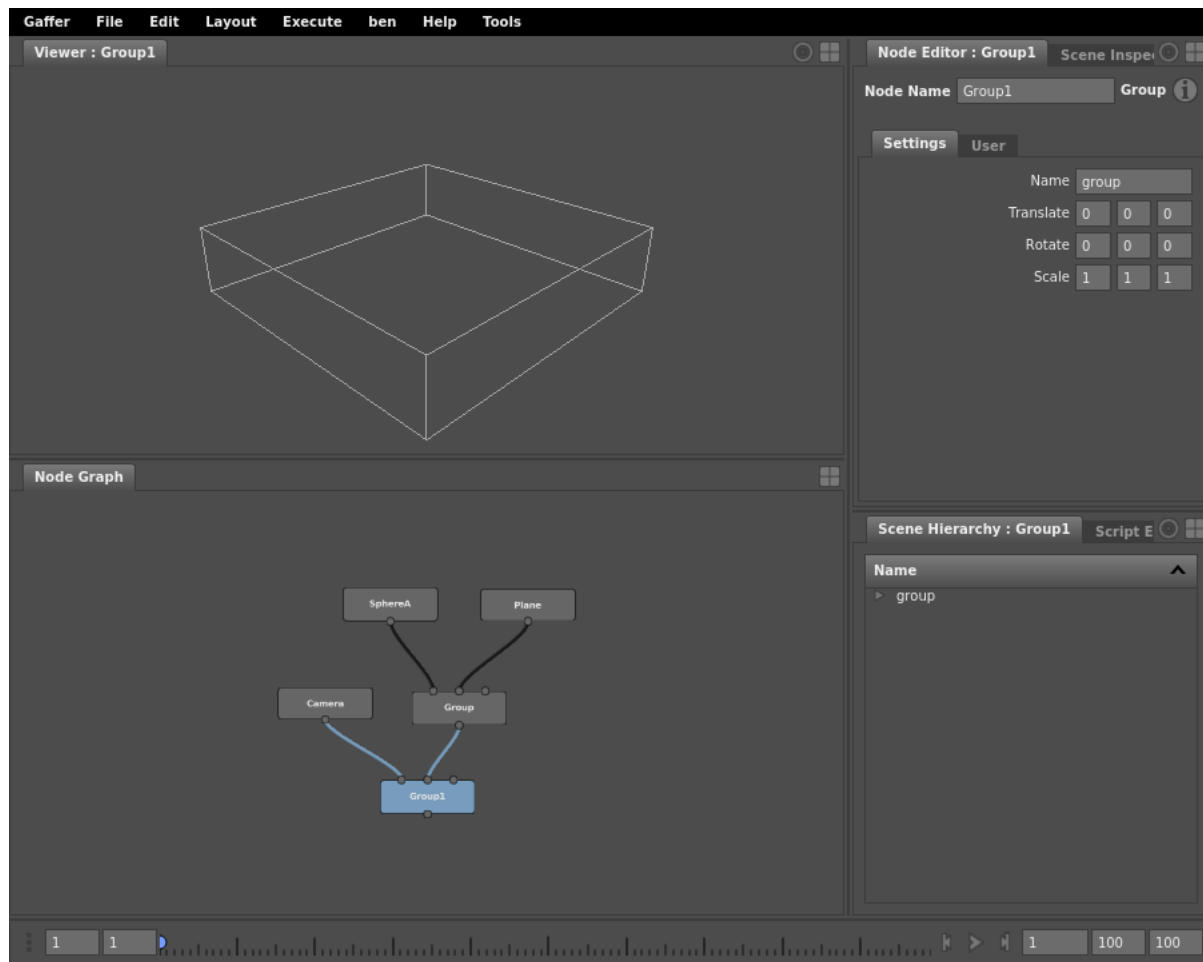 Gaffer File Edit Layout Execute ben Help Tools
Viewer : Group1
Node Editor : Group1 Scene Inspe
Node Name Group1 Group
Settings User
Name group
Translate 0 0 0
Rotate 0 0 0
Scale 1 1 1
Node Graph
SphereA Plane
Camera Group
Group1
Scene Hierarchy : Group1 Script E
Name
group
1 1 1 100 100